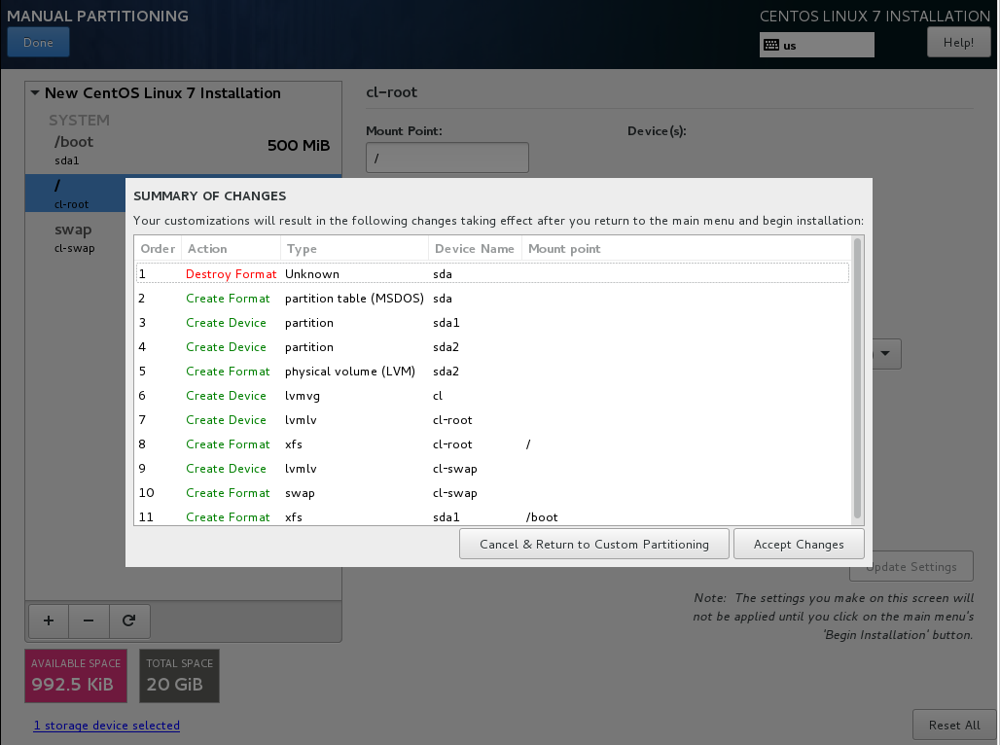 MANUAL PARTITIONING
CENTOS LINUX 7 INSTALLATION
Done
us
Help!
New CentOS Linux 7 Installation
SYSTEM
/boot
500 MiB
sda1
/
cl-root
swap
cl-swap
cl-root
Mount Point:
Device(s):
/
SUMMARY OF CHANGES
Your customizations will result in the following changes taking effect after you return to the main menu and begin installation:
Order Action Type Device Name Mount point
1 Destroy Format Unknown sda
2 Create Format partition table (MSDOS) sda
3 Create Device partition sda1
4 Create Device partition sda2
5 Create Format physical volume (LVM) sda2
6 Create Device lvmvg cl
7 Create Device lvmlv cl-root
8 Create Format xfs cl-root /
9 Create Device lvmlv cl-swap
10 Create Format swap cl-swap
11 Create Format xfs sda1 /boot
Cancel & Return to Custom Partitioning
Accept Changes
Update Settings
Note: The settings you make on this screen will
not be applied until you click on the main menu's
'Begin Installation' button.
+ −
AVAILABLE SPACE
992.5 KiB
TOTAL SPACE
20 GiB
1 storage device selected
Reset All